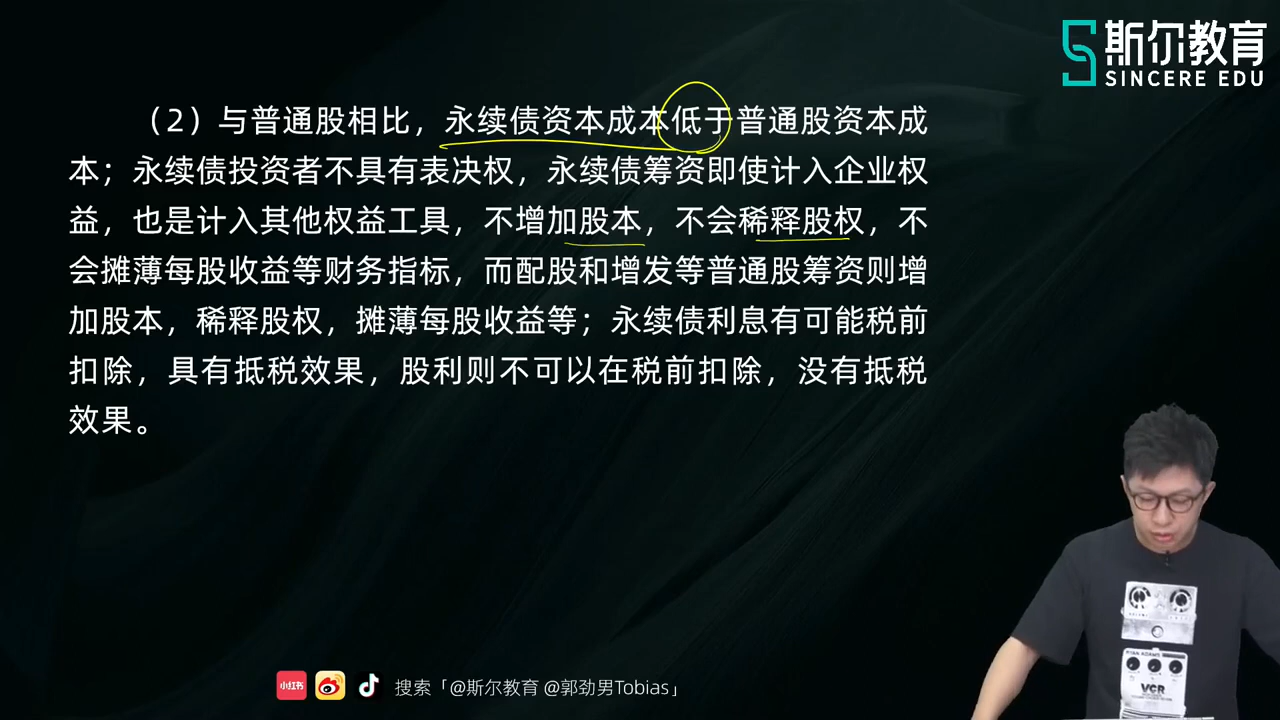 斯尔教育
SINCERE EDU
（2）与普通股相比，永续债资本成本低于普通股资本成
本；永续债投资者不具有表决权，永续债筹资即使计入企业权
益，也是计入其他权益工具，不增加股本，不会稀释股权，不
会摊薄每股收益等财务指标，而配股和增发等普通股筹资则增
加股本，稀释股权，摊薄每股收益等；永续债利息有可能税前
扣除，具有抵税效果，股利则不可以在税前扣除，没有抵税
效果。
RYAN ADAMS
VCR
小红书
搜索「@斯尔教育 @郭劲男Tobias」